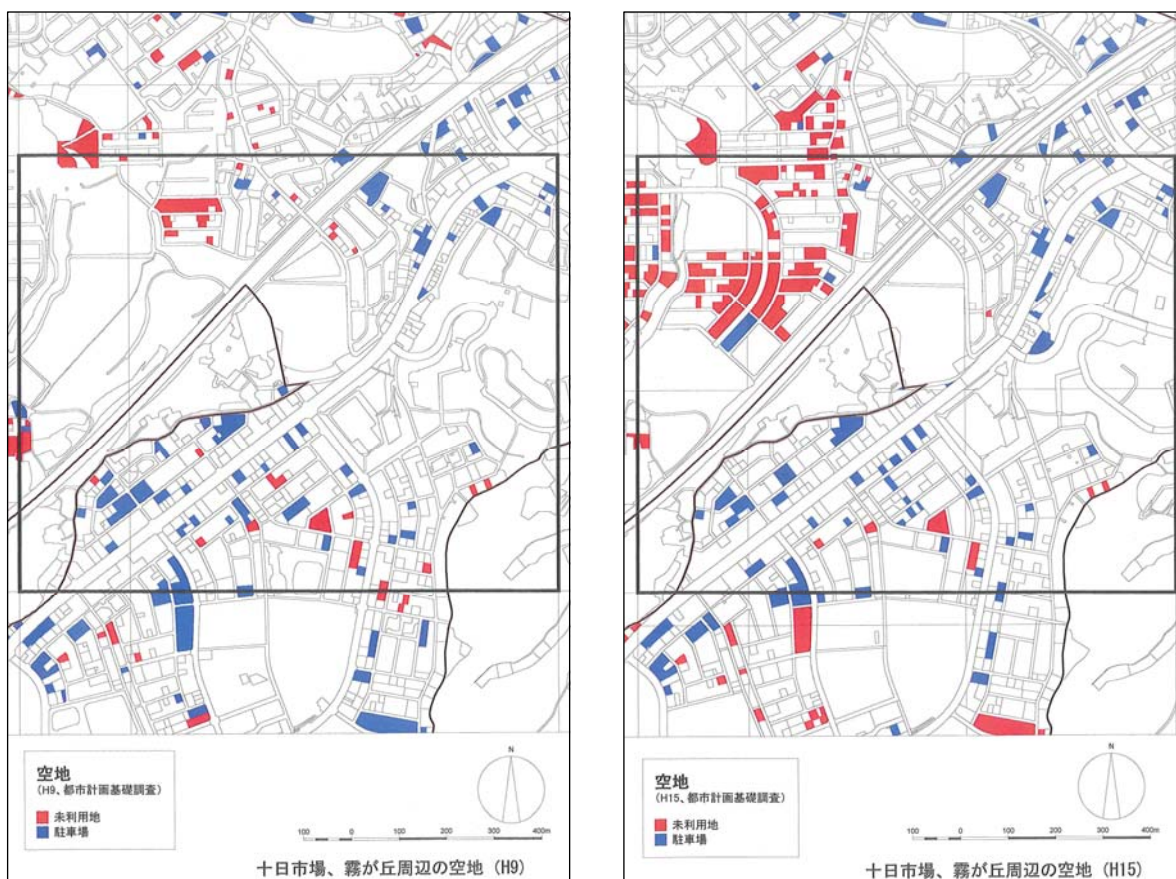 空地
(H9、都市計画基礎調査)
未利用地
駐車場
N
100 0 100 200 300 400m
十日市場、霧が丘周辺の空地 (H9)
空地
(H15、都市計画基礎調査)
未利用地
駐車場
N
100 0 100 200 300 400m
十日市場、霧が丘周辺の空地 (H15)